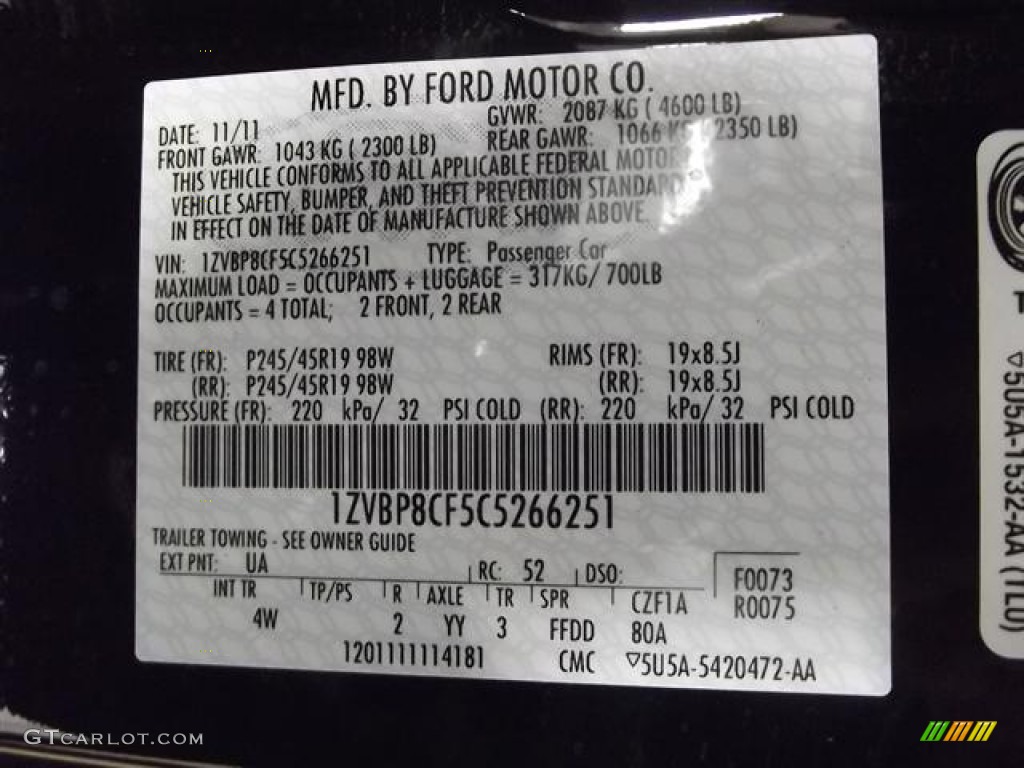 MFD. BY FORD MOTOR CO.
DATE: 11/11 GVWR: 2087 KG ( 4600 LB)
FRONT GAWR: 1043 KG ( 2300 LB) REAR GAWR: 1066 KG ( 2350 LB)
THIS VEHICLE CONFORMS TO ALL APPLICABLE FEDERAL MOTOR
VEHICLE SAFETY, BUMPER, AND THEFT PREVENTION STANDARDS
IN EFFECT ON THE DATE OF MANUFACTURE SHOWN ABOVE.
VIN: 1ZVBP8CF5C5266251 TYPE: Passenger Car
MAXIMUM LOAD = OCCUPANTS + LUGGAGE = 317KG/ 700LB
OCCUPANTS = 4 TOTAL; 2 FRONT, 2 REAR
TIRE (FR): P245/45R19 98W RIMS (FR): 19x8.5J
(RR): P245/45R19 98W (RR): 19x8.5J
PRESSURE (FR): 220 kPa/ 32 PSI COLD (RR): 220 kPa/ 32 PSI COLD
1ZVBP8CF5C5266251
TRAILER TOWING - SEE OWNER GUIDE
EXT PNT: UA RC: 52 DSO: F0073
INT TR TP/PS R AXLE TR SPR CZF1A R0075
4W 2 YY 3 FFDD 80A
1201111114181 CMC ▽5U5A-5420472-AA
T
▽5U5A-1532-AA (TLU)
GTCARLOT.COM